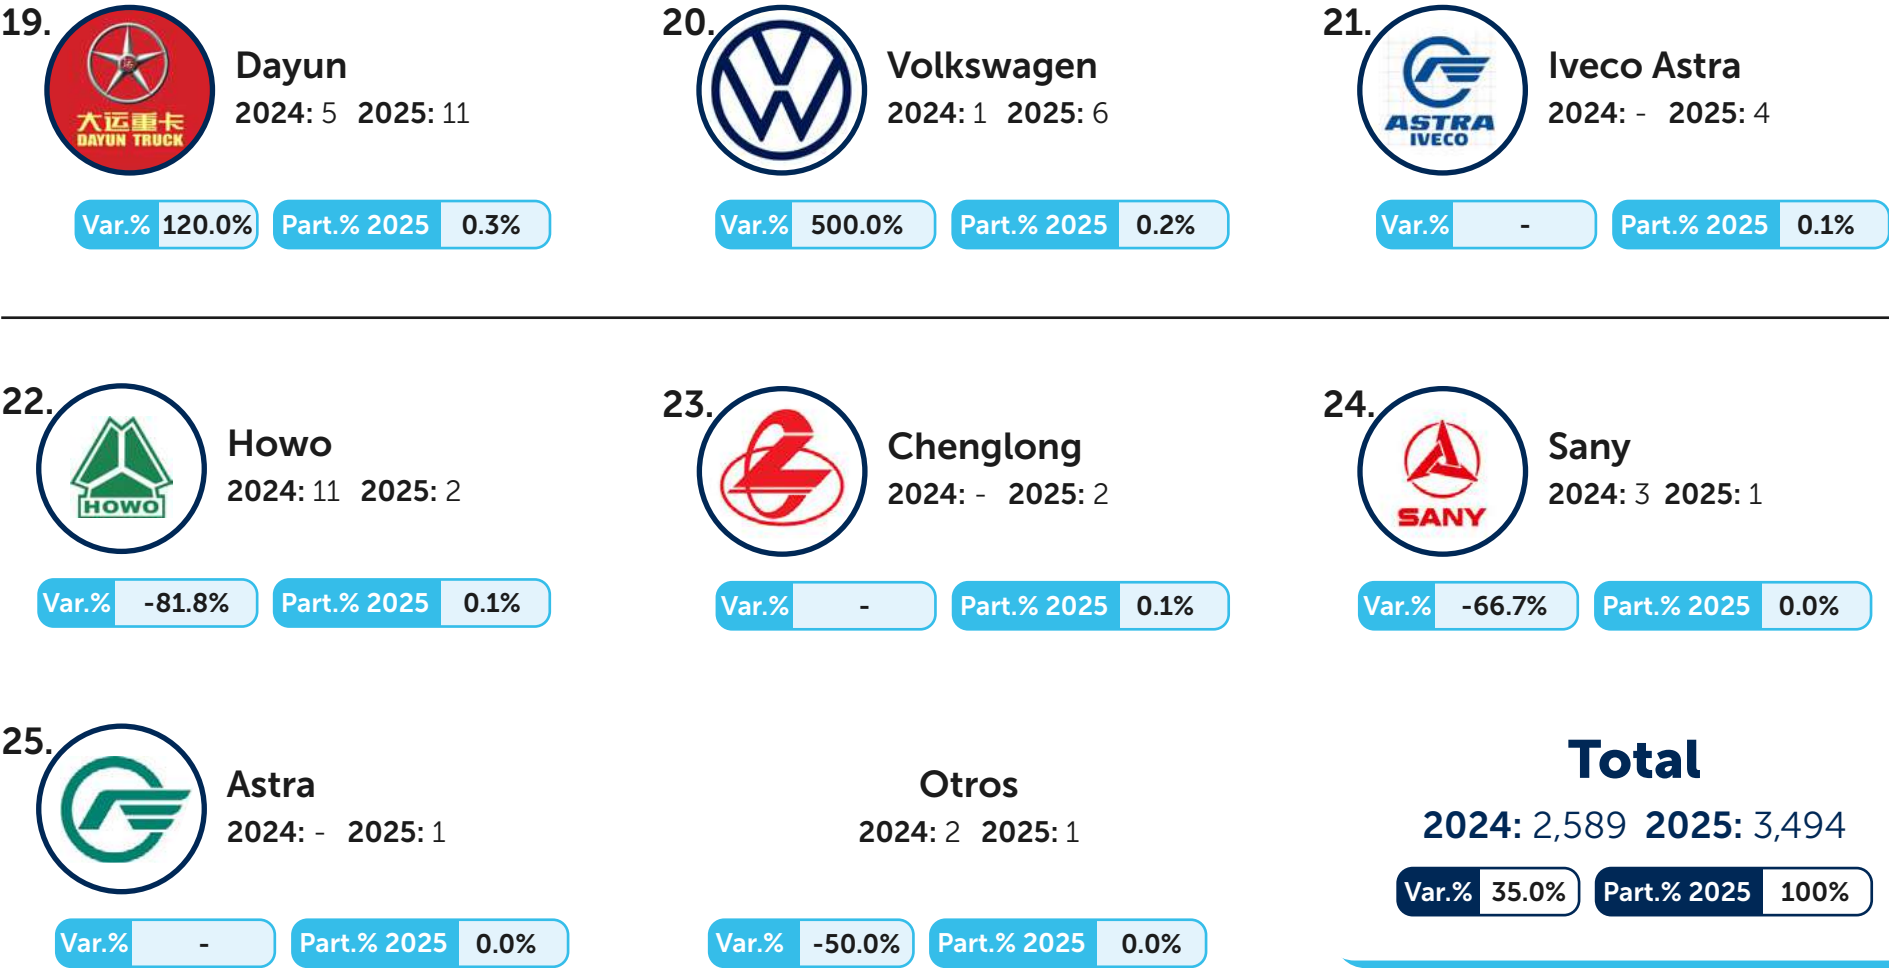 19.
大运重卡
DAYUN TRUCK
Dayun
2024: 5 2025: 11
Var.% 120.0% Part.% 2025 0.3%
20.
Volkswagen
2024: 1 2025: 6
Var.% 500.0% Part.% 2025 0.2%
21.
ASTRA
IVECO
Iveco Astra
2024: - 2025: 4
Var.% - Part.% 2025 0.1%
22.
HOWO
Howo
2024: 11 2025: 2
Var.% -81.8% Part.% 2025 0.1%
23.
Chenglong
2024: - 2025: 2
Var.% - Part.% 2025 0.1%
24.
SANY
Sany
2024: 3 2025: 1
Var.% -66.7% Part.% 2025 0.0%
25.
Astra
2024: - 2025: 1
Var.% - Part.% 2025 0.0%
Otros
2024: 2 2025: 1
Var.% -50.0% Part.% 2025 0.0%
Total
2024: 2,589 2025: 3,494
Var.% 35.0% Part.% 2025 100%